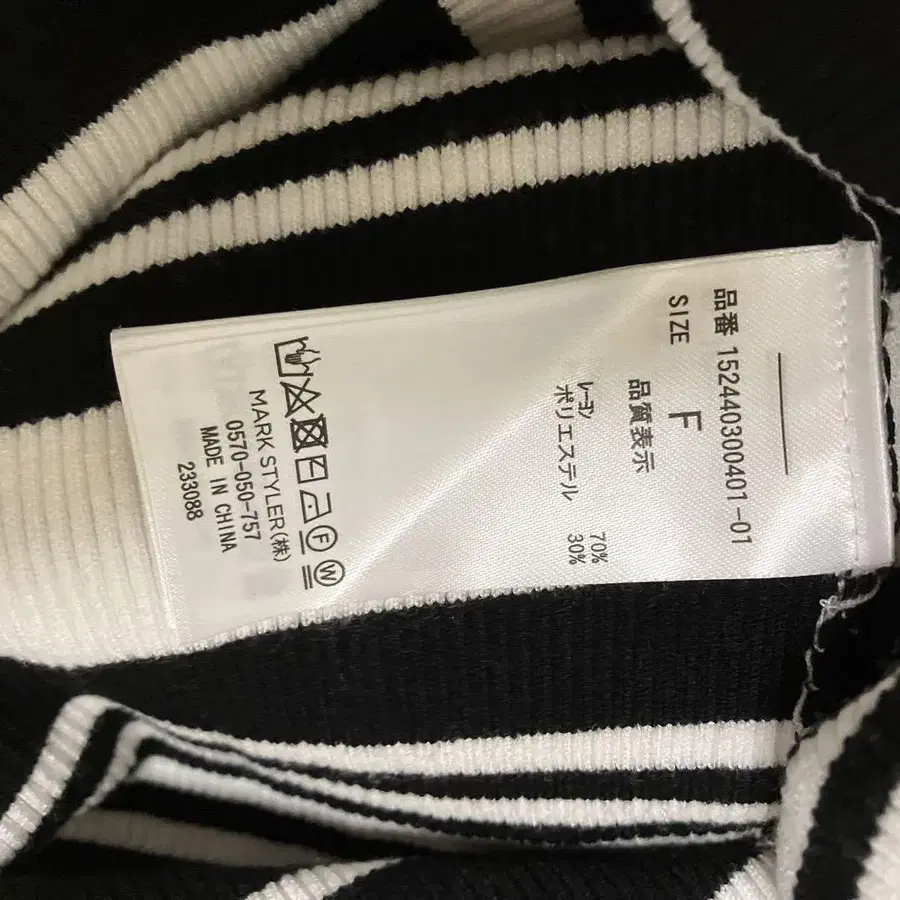 品番 152440300401-01
SIZE F
品質表示
レーヨン 70%
ポリエステル 30%
F W
MARK STYLER(株)
0570-050-757
MADE IN CHINA
233088